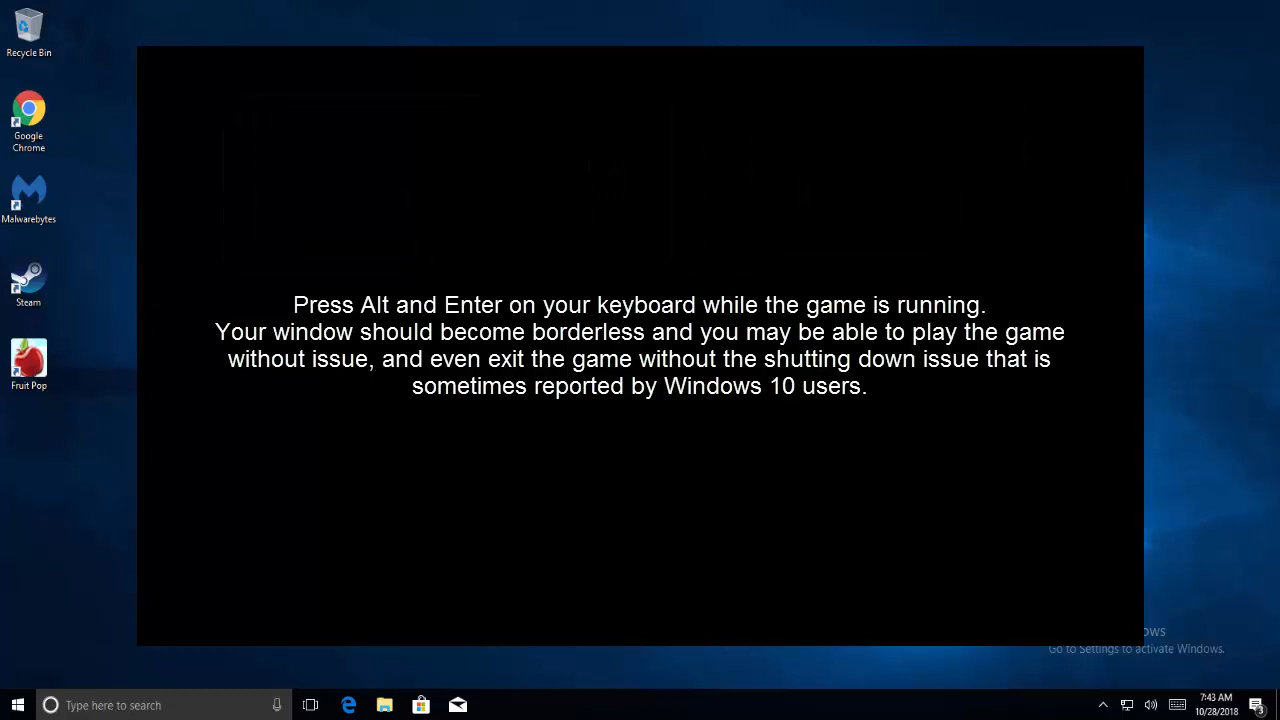 Recycle Bin
Google
Chrome
Malwarebytes
Steam
Fruit Pop
Press Alt and Enter on your keyboard while the game is running.
Your window should become borderless and you may be able to play the game
without issue, and even exit the game without the shutting down issue that is
sometimes reported by Windows 10 users.
Go to Settings to activate Windows.
Type here to search
7:43 AM
10/28/2018
3